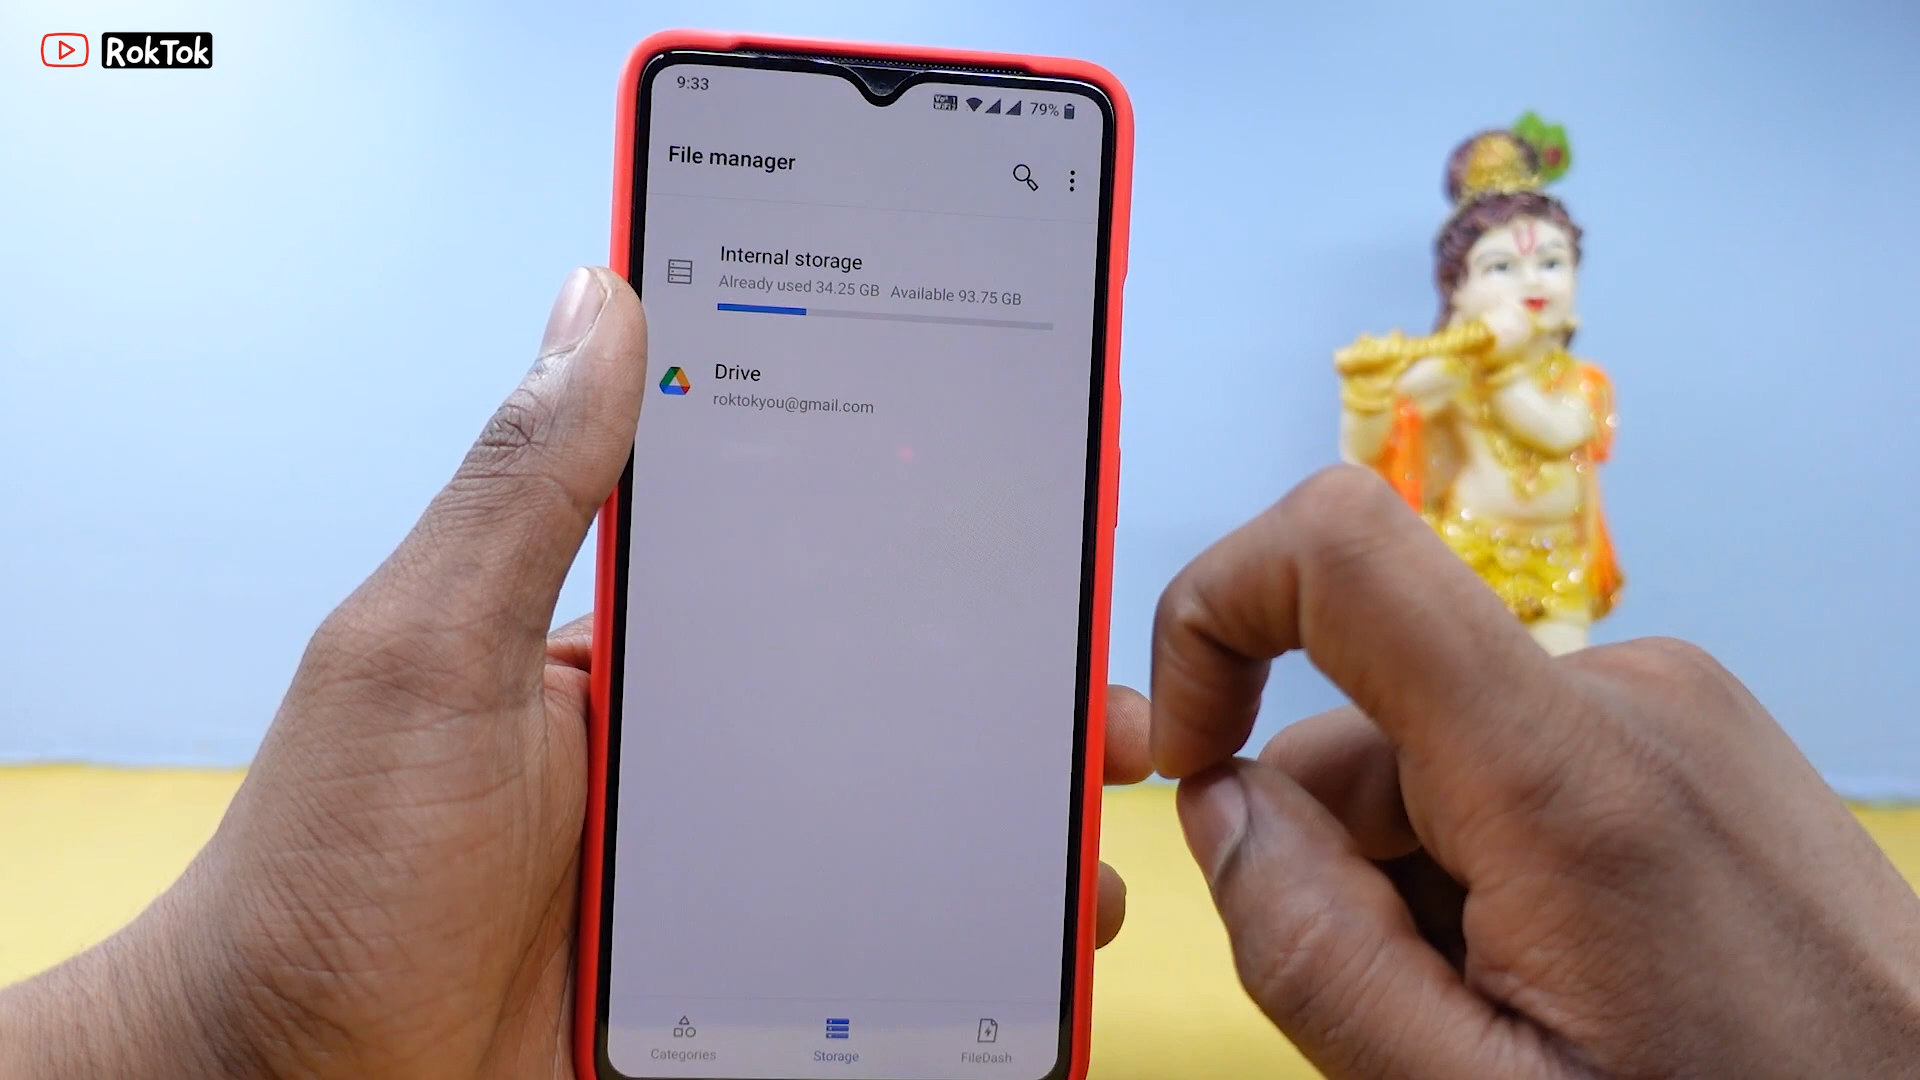 RokTok
9:33
79%
File manager
Internal storage
Already used 34.25 GB Available 93.75 GB
Drive
roktokyou@gmail.com
Categories
Storage
FileDash